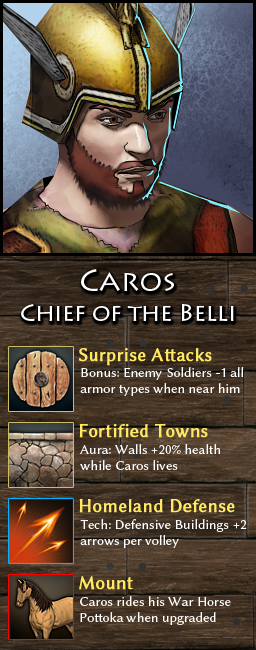 Caros
Chief of the Belli
Surprise Attacks
Bonus: Enemy Soldiers -1 all
armor types when near him
Fortified Towns
Aura: Walls +20% health
while Caros lives
Homeland Defense
Tech: Defensive Buildings +2
arrows per volley
Mount
Caros rides his War Horse
Pottoka when upgraded